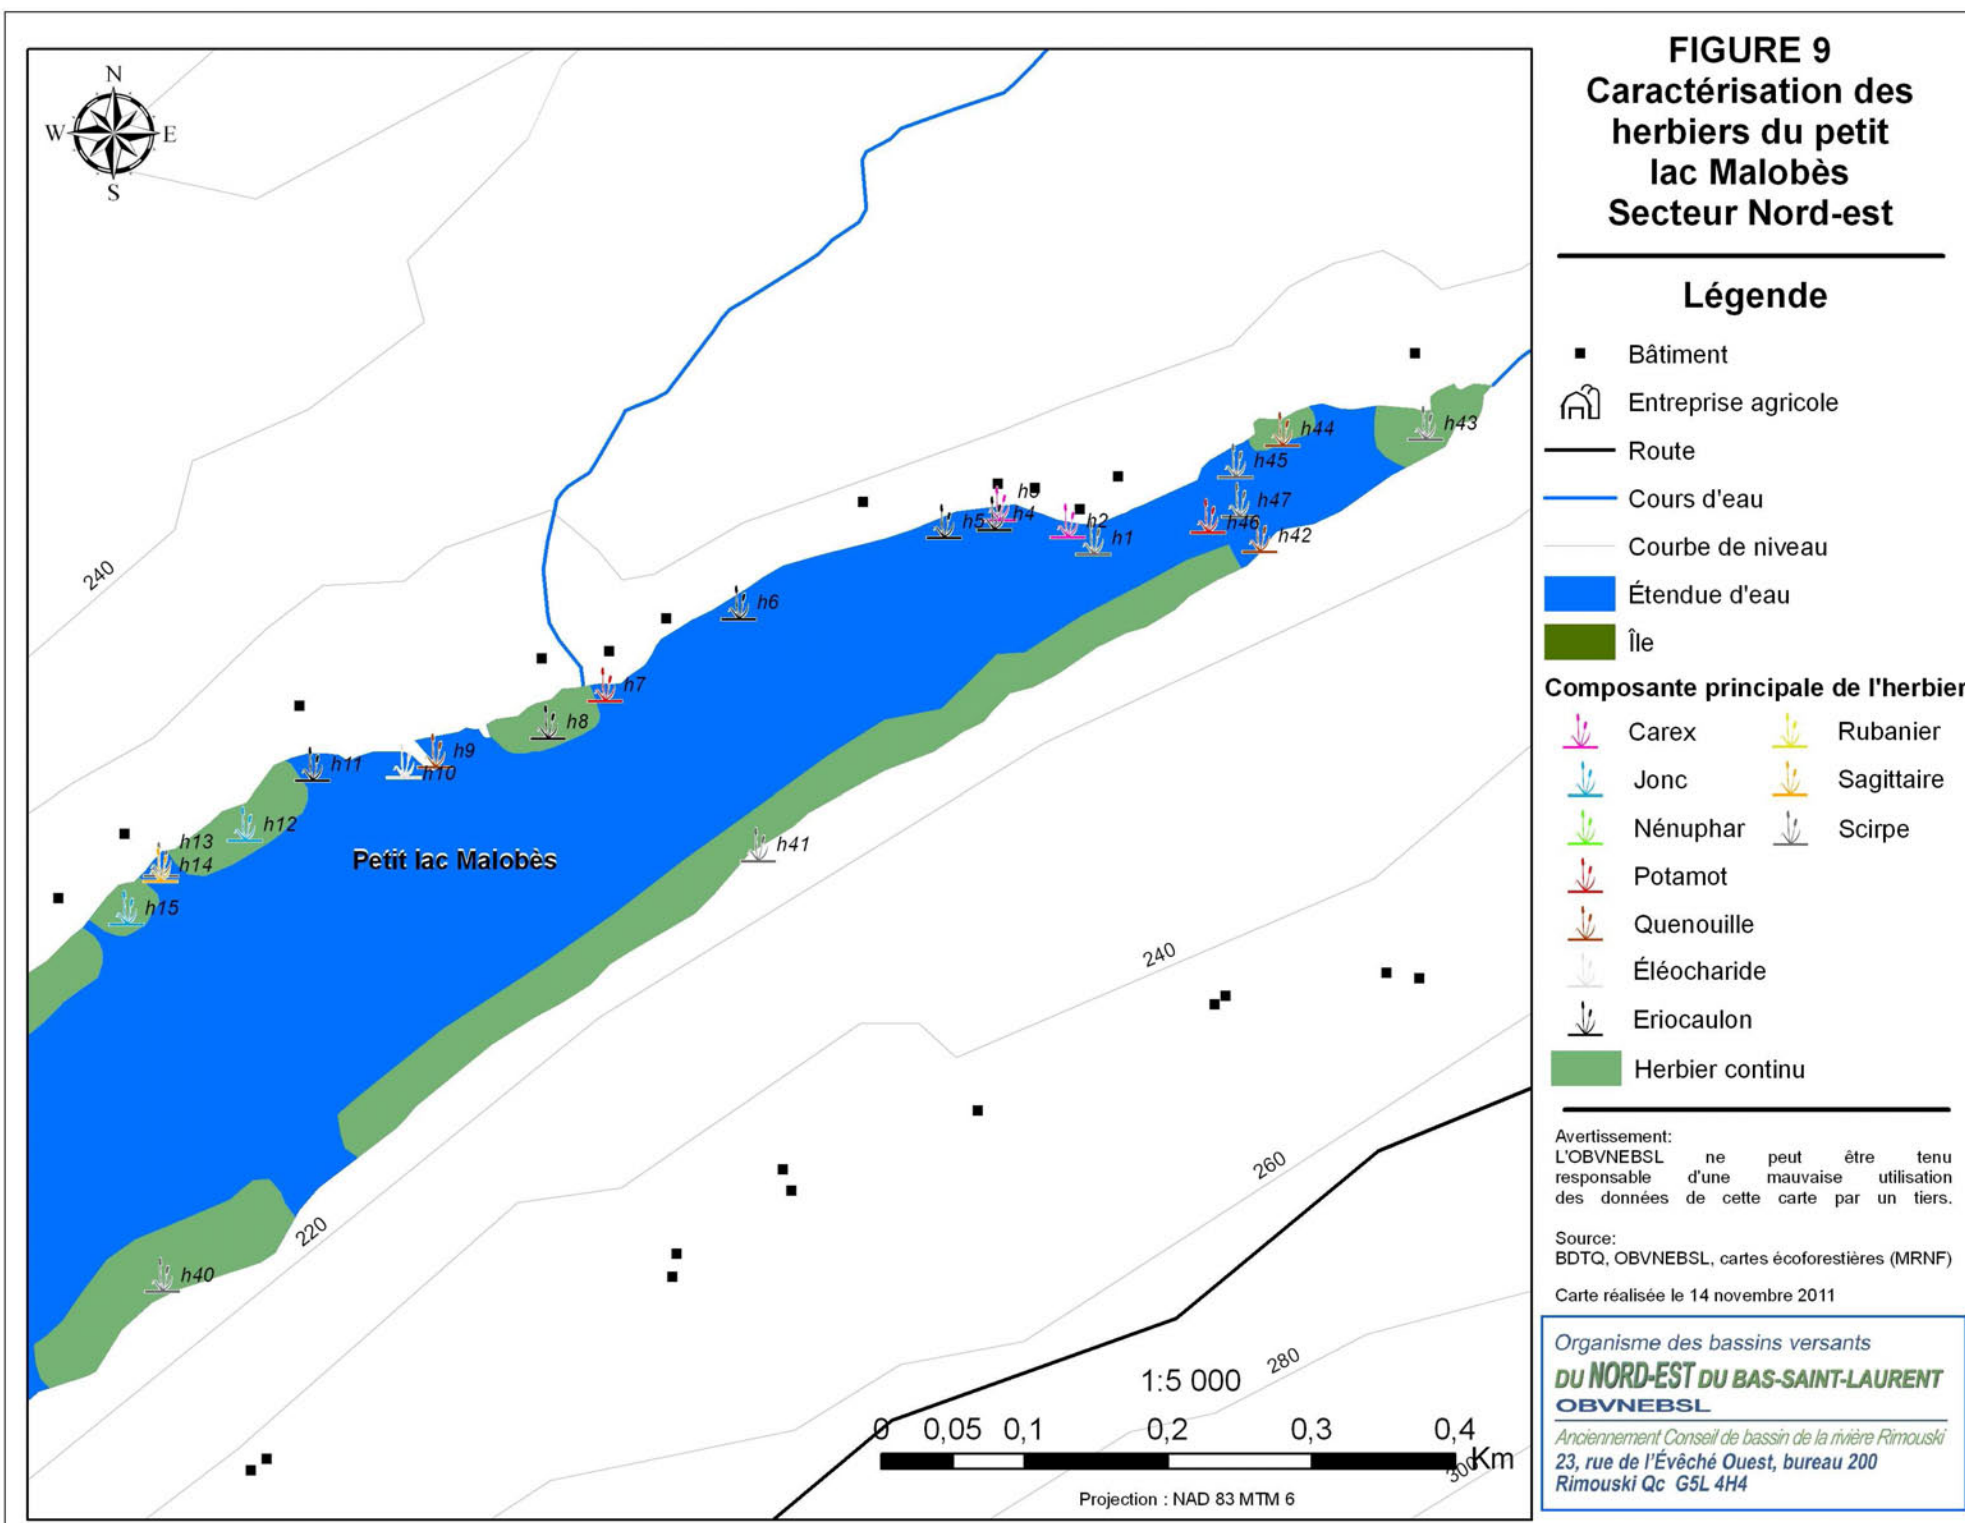 FIGURE 9
Caractérisation des
herbiers du petit
lac Malobès
Secteur Nord-est
Légende
Bâtiment
Entreprise agricole
Route
Cours d'eau
Courbe de niveau
Étendue d'eau
Île
Composante principale de l'herbier
Carex
Rubanier
Jonc
Sagittaire
Nénuphar
Scirpe
Potamot
Quenouille
Éléocharide
Eriocaulon
Herbier continu
Avertissement:
L'OBVNEBSL ne peut être tenu
responsable d'une mauvaise utilisation
des données de cette carte par un tiers.
Source:
BDTQ, OBVNEBSL, cartes écoforestières (MRNF)
Carte réalisée le 14 novembre 2011
Organisme des bassins versants
DU NORD-EST DU BAS-SAINT-LAURENT
OBVNEBSL
Anciennement Conseil de bassin de la rivière Rimouski
23, rue de l'Évêché Ouest, bureau 200
Rimouski Qc G5L 4H4
N
W E
S
240
h43
h44
h45
h47
h46
h42
h4
h5
h2
h1
h6
h7
h8
h9
h10
h11
h12
h13
h14
h15
h41
h40
Petit lac Malobès
240
260
220
280
300
1:5 000
0 0,05 0,1 0,2 0,3 0,4
Km
Projection : NAD 83 MTM 6